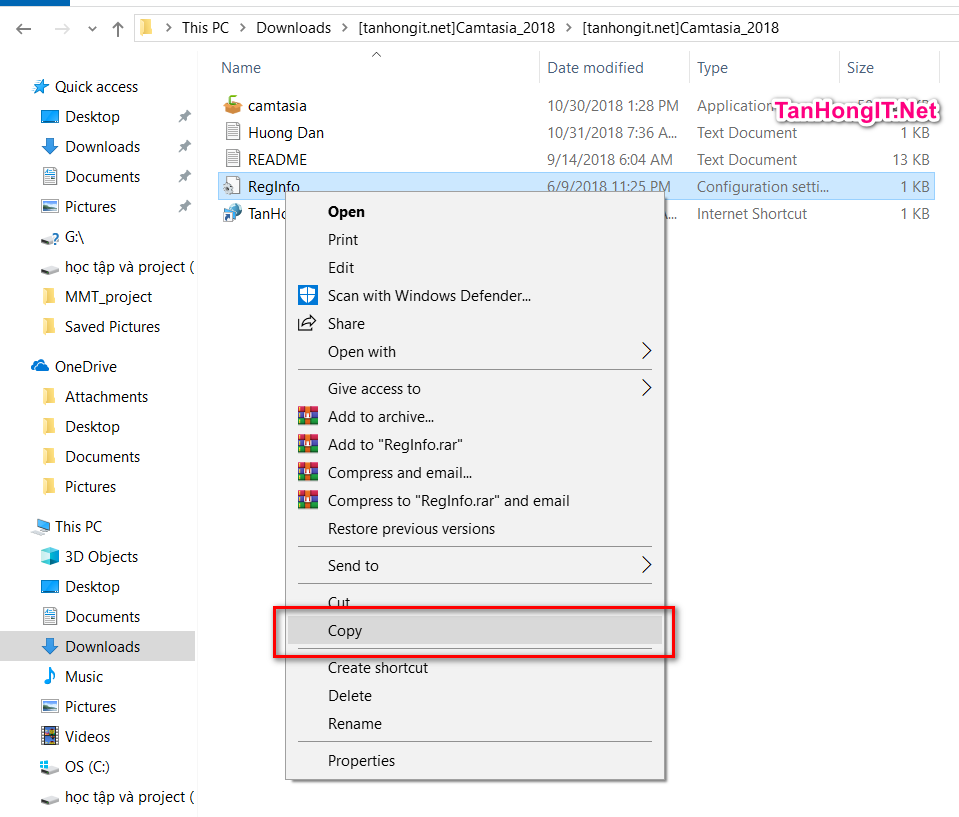 This PC > Downloads > [tanhongit.net]Camtasia_2018 > [tanhongit.net]Camtasia_2018
Name Date modified Type Size
camtasia 10/30/2018 1:28 PM Application
TanHongIT.Net
Huong Dan 10/31/2018 7:36 A... Text Document 1 KB
README 9/14/2018 6:04 AM Text Document 13 KB
RegInfo 6/9/2018 11:25 PM Configuration setti... 1 KB
Internet Shortcut 1 KB
Quick access
Desktop
Downloads
Documents
Pictures
G:\
học tập và project (
MMT_project
Saved Pictures
OneDrive
Attachments
Desktop
Documents
Pictures
This PC
3D Objects
Desktop
Documents
Downloads
Music
Pictures
Videos
OS (C:)
học tập và project (
Open
Print
Edit
Scan with Windows Defender...
Share
Open with
Give access to
Add to archive...
Add to "RegInfo.rar"
Compress and email...
Compress to "RegInfo.rar" and email
Restore previous versions
Send to
Cut
Copy
Create shortcut
Delete
Rename
Properties